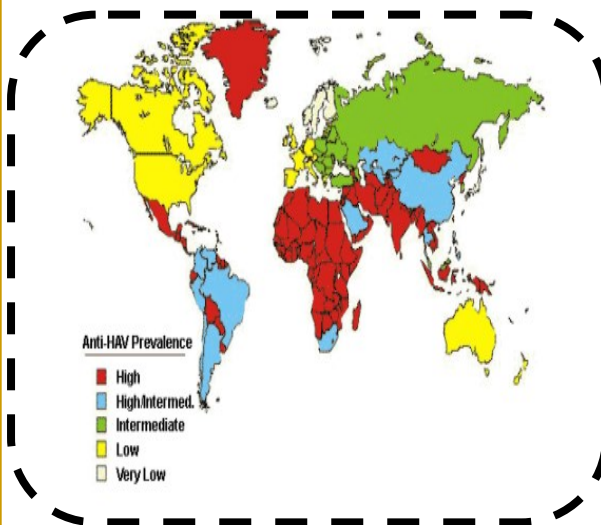 Anti-HAV Prevalence
High
High/Intermed.
Intermediate
Low
Very Low